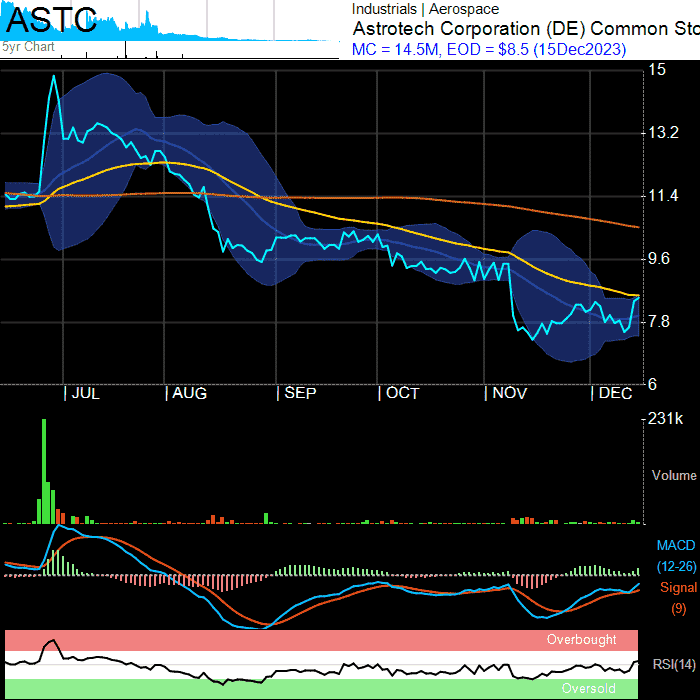 ASTC
5yr Chart
Industrials | Aerospace
Astrotech Corporation (DE) Common Sto
MC = 14.5M, EOD = $8.5 (15Dec2023)
15
13.2
11.4
9.6
7.8
6
| JUL | AUG | SEP | OCT | NOV | DEC
231k
Volume
MACD
(12-26)
Signal
(9)
Overbought
RSI(14)
Oversold